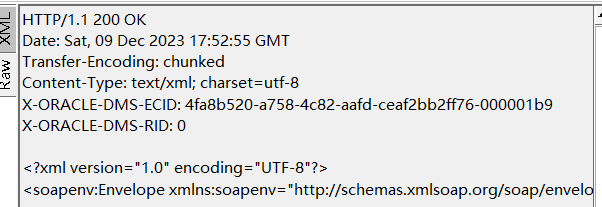 XML
Raw
HTTP/1.1 200 OK
Date: Sat, 09 Dec 2023 17:52:55 GMT
Transfer-Encoding: chunked
Content-Type: text/xml; charset=utf-8
X-ORACLE-DMS-ECID: 4fa8b520-a758-4c82-aafd-ceaf2bb2ff76-000001b9
X-ORACLE-DMS-RID: 0
<?xml version="1.0" encoding="UTF-8"?>
<soapenv:Envelope xmlns:soapenv="http://schemas.xmlsoap.org/soap/envelo